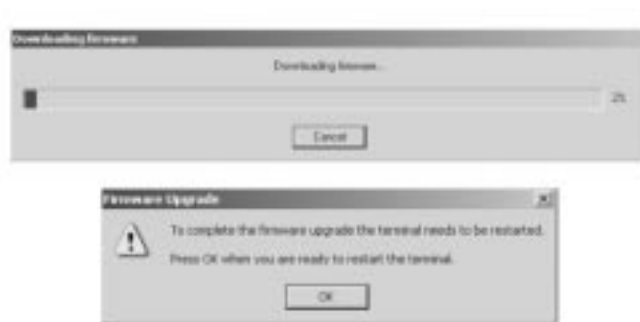 Downloading firmware
Downloading firmware...
2%
Cancel
Firmware Upgrade
To complete the firmware upgrade the terminal needs to be restarted.
Press OK when you are ready to restart the terminal.
OK